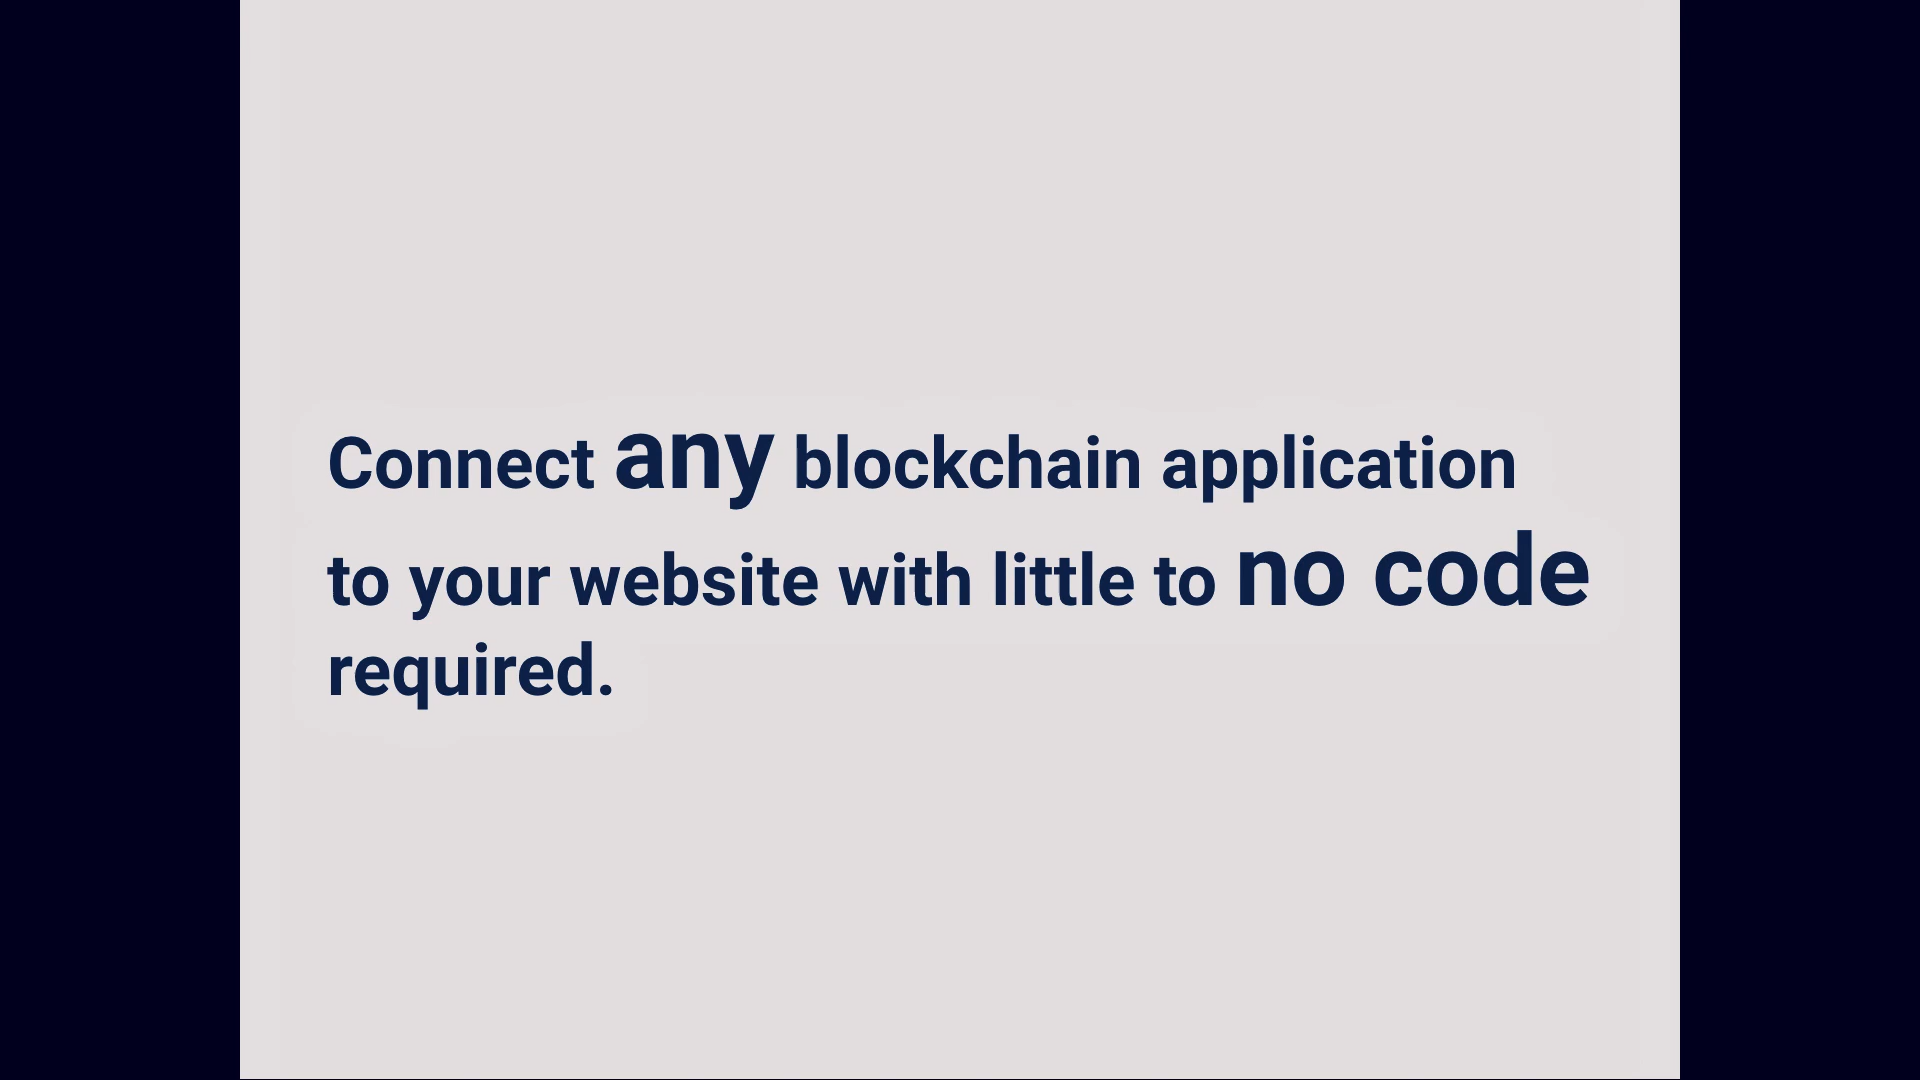 Connect any blockchain application
to your website with little to no code
required.